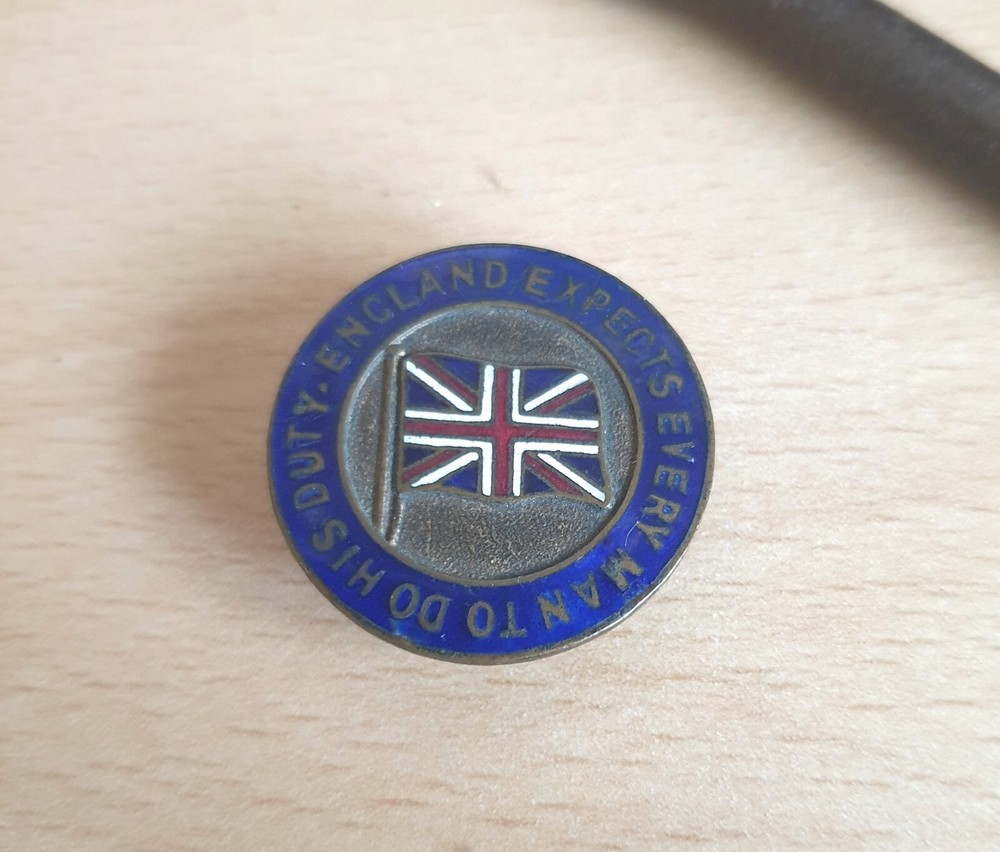 ENGLAND EXPECTS EVERY MAN TO DO HIS DUTY ·